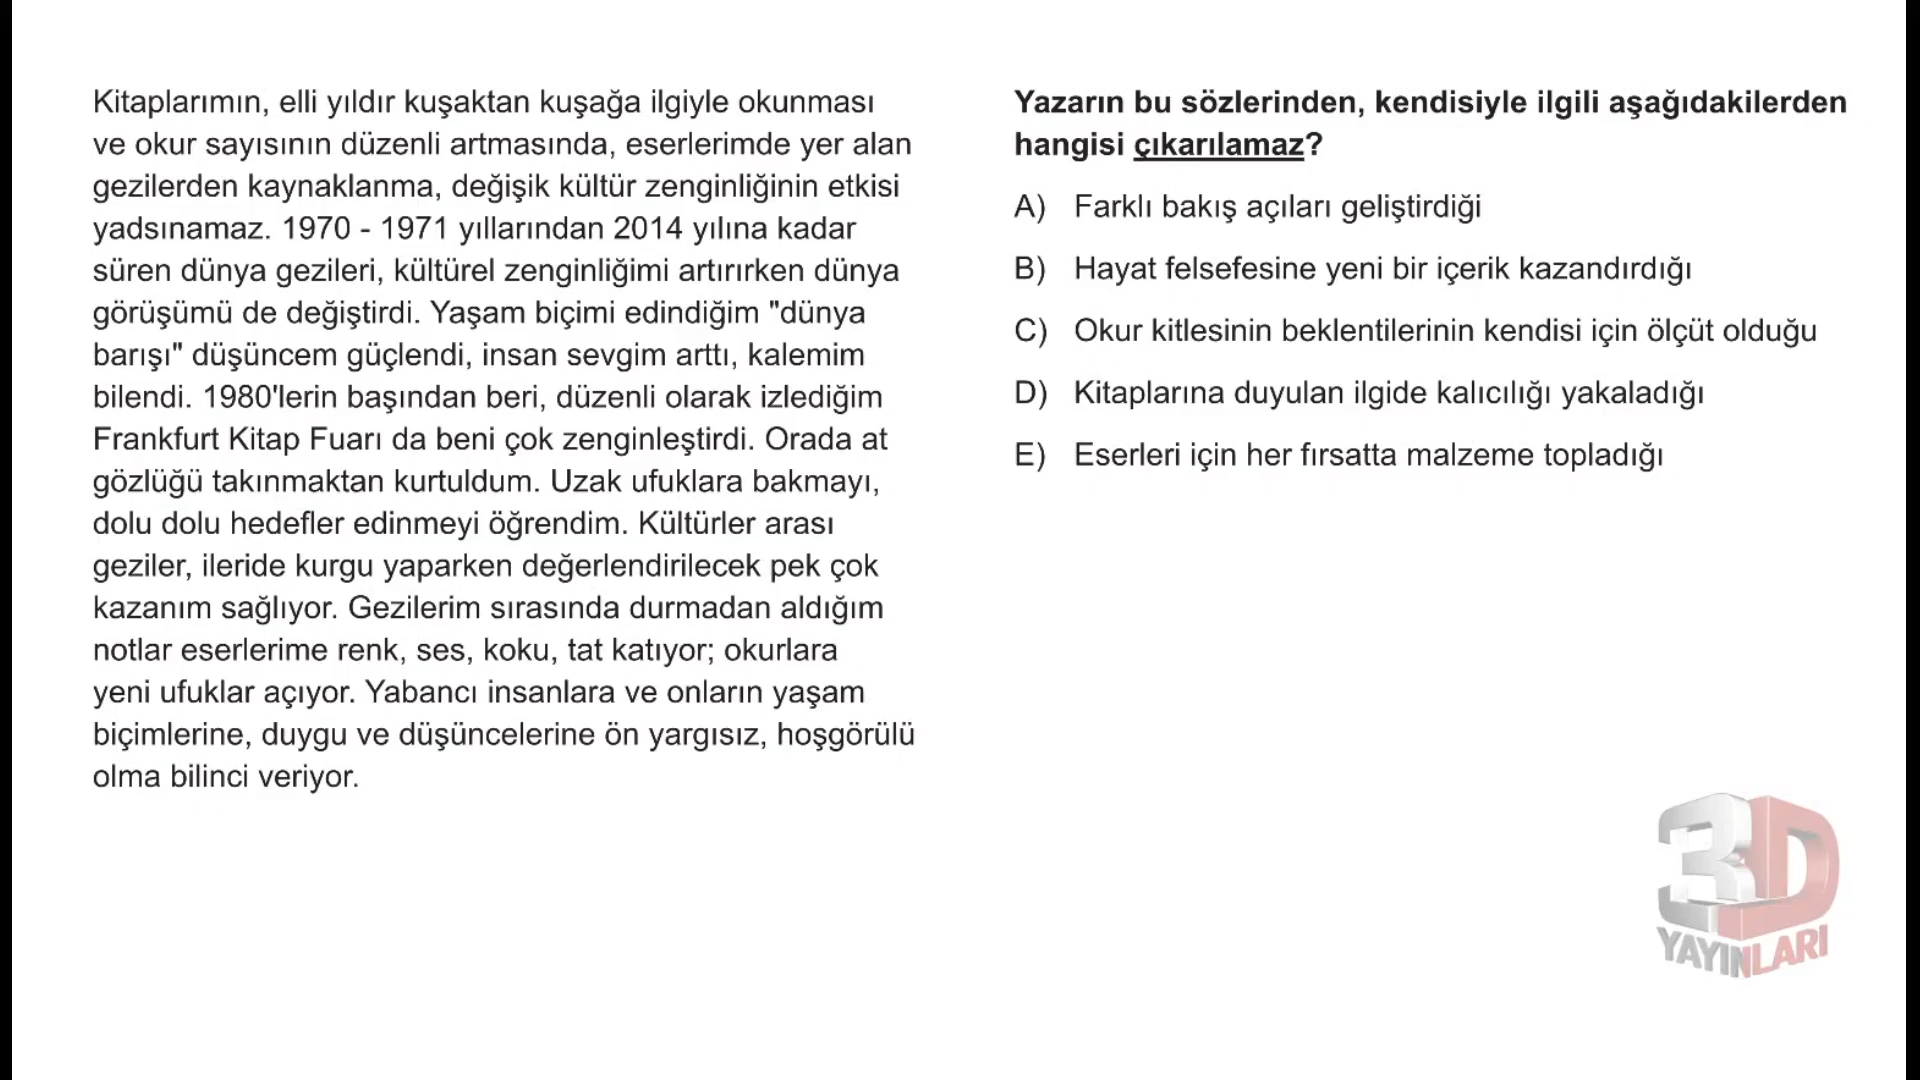 Kitaplarımın, elli yıldır kuşaktan kuşağa ilgiyle okunması
ve okur sayısının düzenli artmasında, eserlerimde yer alan
gezilerden kaynaklanma, değişik kültür zenginliğinin etkisi
yadsınamaz. 1970 - 1971 yıllarından 2014 yılına kadar
süren dünya gezileri, kültürel zenginliğimi artırırken dünya
görüşümü de değiştirdi. Yaşam biçimi edindiğim "dünya
barışı" düşüncem güçlendi, insan sevgim arttı, kalemim
bilendi. 1980'lerin başından beri, düzenli olarak izlediğim
Frankfurt Kitap Fuarı da beni çok zenginleştirdi. Orada at
gözlüğü takınmaktan kurtuldum. Uzak ufuklara bakmayı,
dolu dolu hedefler edinmeyi öğrendim. Kültürler arası
geziler, ileride kurgu yaparken değerlendirilecek pek çok
kazanım sağlıyor. Gezilerim sırasında durmadan aldığım
notlar eserlerime renk, ses, koku, tat katıyor; okurlara
yeni ufuklar açıyor. Yabancı insanlara ve onların yaşam
biçimlerine, duygu ve düşüncelerine ön yargısız, hoşgörülü
olma bilinci veriyor.
Yazarın bu sözlerinden, kendisiyle ilgili aşağıdakilerden
hangisi çıkarılamaz?
A) Farklı bakış açıları geliştirdiği
B) Hayat felsefesine yeni bir içerik kazandırdığı
C) Okur kitlesinin beklentilerinin kendisi için ölçüt olduğu
D) Kitaplarına duyulan ilgide kalıcılığı yakaladığı
E) Eserleri için her fırsatta malzeme topladığı
3D
YAYINLARI